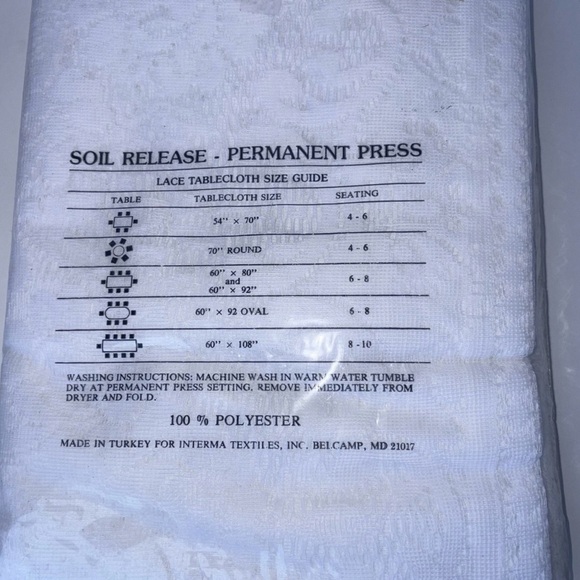 SOIL RELEASE - PERMANENT PRESS
LACE TABLECLOTH SIZE GUIDE
TABLE TABLECLOTH SIZE SEATING
54" × 70" 4 - 6
70" ROUND 4 - 6
60" × 80"
and
60" × 92"
6 - 8
60" × 92 OVAL 6 - 8
60" × 108" 8 - 10
WASHING INSTRUCTIONS: MACHINE WASH IN WARM WATER TUMBLE
DRY AT PERMANENT PRESS SETTING. REMOVE IMMEDIATELY FROM
DRYER AND FOLD.
100 % POLYESTER
MADE IN TURKEY FOR INTERMA TEXTILES, INC. BELCAMP, MD 21017